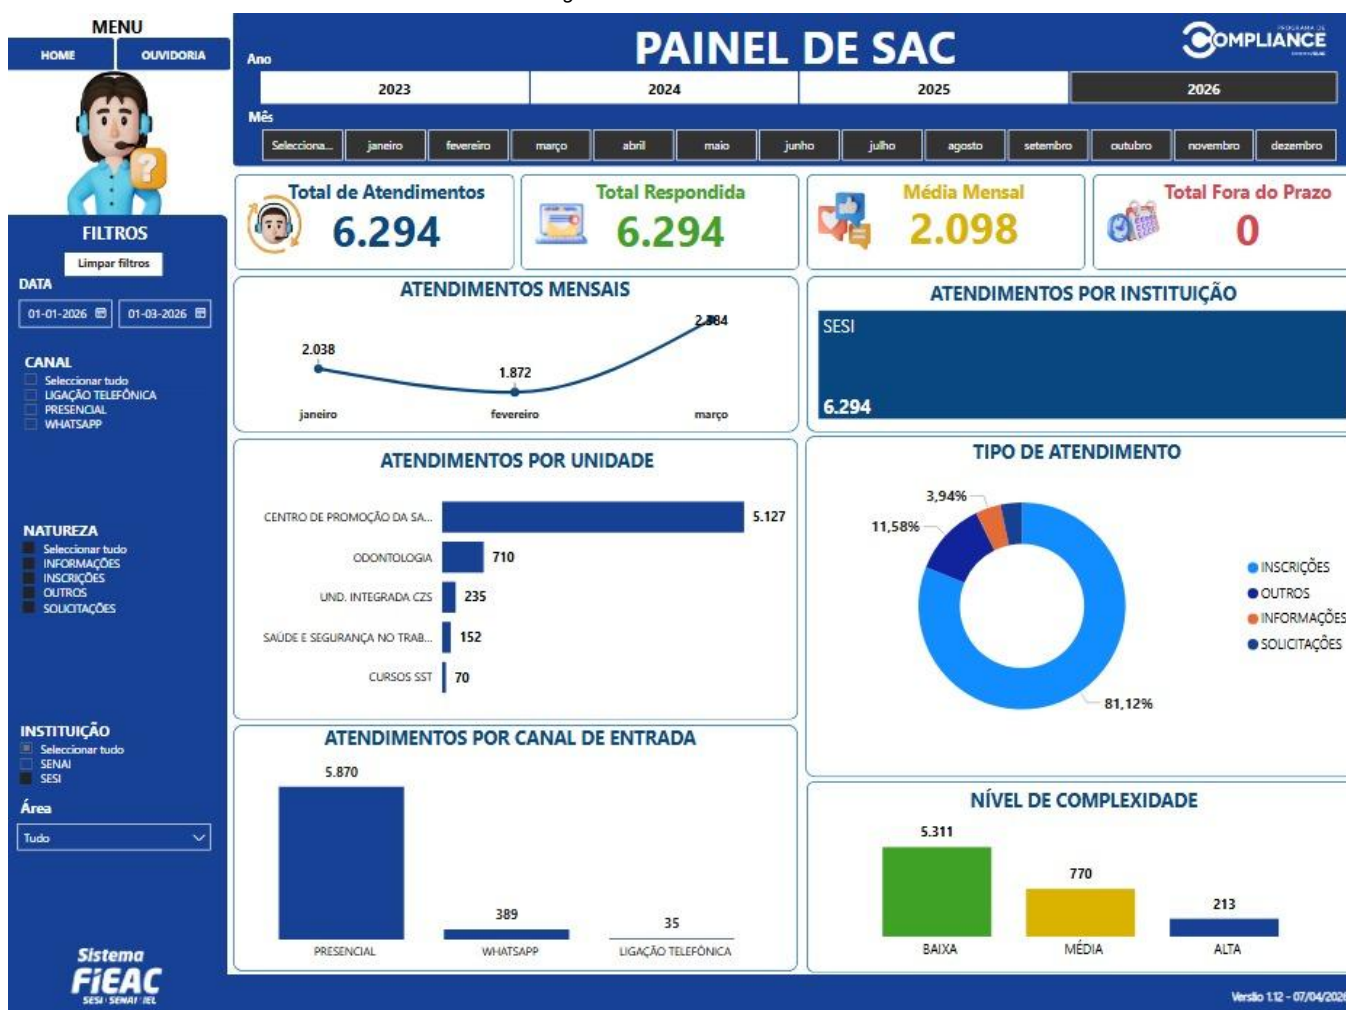 MENU
HOME
OUVIDORIA
PAINEL DE SAC
PROGRAMA DE
COMPLIANCE
Ano
2023
2024
2025
2026
Mês
Selecciona...
janeiro
fevereiro
março
abril
maio
junho
julho
agosto
setembro
outubro
novembro
dezembro
Total de Atendimentos
6.294
Total Respondida
6.294
Média Mensal
2.098
Total Fora do Prazo
0
FILTROS
Limpar filtros
DATA
01-01-2026
01-03-2026
CANAL
Seleccionar tudo
LIGAÇÃO TELEFÔNICA
PRESENCIAL
WHATSAPP
NATUREZA
Seleccionar tudo
INFORMAÇÕES
INSCRIÇÕES
OUTROS
SOLICITAÇÕES
INSTITUIÇÃO
Seleccionar tudo
SENAI
SESI
Área
Tudo
Sistema
FiEAC
SESI SENAI IEL
ATENDIMENTOS MENSAIS
2.038
1.872
2.384
janeiro
fevereiro
março
ATENDIMENTOS POR INSTITUIÇÃO
SESI
6.294
ATENDIMENTOS POR UNIDADE
CENTRO DE PROMOÇÃO DA SA... 5.127
ODONTOLOGIA 710
UND. INTEGRADA CZS 235
SAÚDE E SEGURANÇA NO TRAB... 152
CURSOS SST 70
TIPO DE ATENDIMENTO
3,94%
11,58%
81,12%
INSCRIÇÕES
OUTROS
INFORMAÇÕES
SOLICITAÇÕES
ATENDIMENTOS POR CANAL DE ENTRADA
5.870
389
35
PRESENCIAL
WHATSAPP
LIGAÇÃO TELEFÔNICA
NÍVEL DE COMPLEXIDADE
5.311
770
213
BAIXA
MÉDIA
ALTA
Versão 1.12 - 07/04/2026